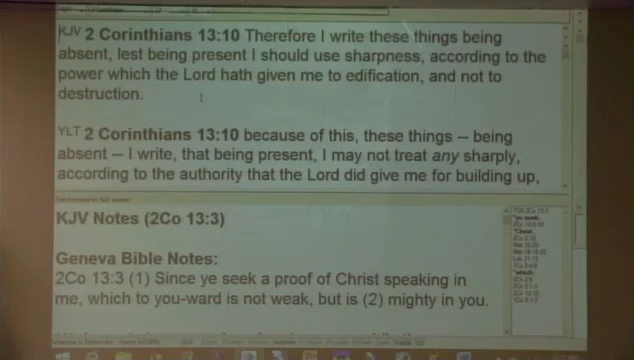 KJV 2 Corinthians 13:10 Therefore I write these things being
absent, lest being present I should use sharpness, according to the
power which the Lord hath given me to edification, and not to
destruction.
YLT 2 Corinthians 13:10 because of this, these things -- being
absent -- I write, that being present, I may not treat any sharply,
according to the authority that the Lord did give me for building up,
KJV Notes (2Co 13:3)
Geneva Bible Notes:
2Co 13:3 (1) Since ye seek a proof of Christ speaking in
me, which to you-ward is not weak, but is (2) mighty in you.